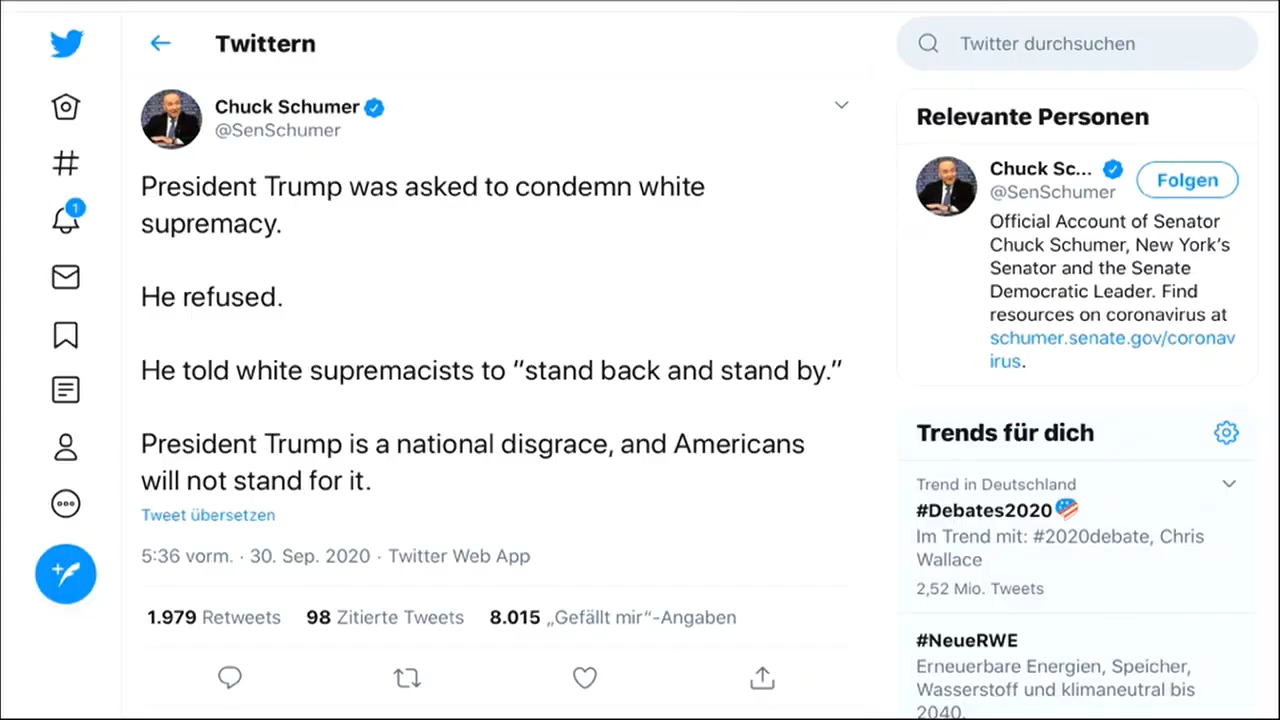 Twittern
Twitter durchsuchen
Chuck Schumer
@SenSchumer
President Trump was asked to condemn white
supremacy.
He refused.
He told white supremacists to “stand back and stand by.”
President Trump is a national disgrace, and Americans
will not stand for it.
Tweet übersetzen
5:36 vorm. · 30. Sep. 2020 · Twitter Web App
1.979 Retweets 98 Zitierte Tweets 8.015 „Gefällt mir“-Angaben
1
Relevante Personen
Chuck Sc...
@SenSchumer
Folgen
Official Account of Senator
Chuck Schumer, New York’s
Senator and the Senate
Democratic Leader. Find
resources on coronavirus at
schumer.senate.gov/coronav
irus.
Trends für dich
Trend in Deutschland
#Debates2020
Im Trend mit: #2020debate, Chris
Wallace
2,52 Mio. Tweets
#NeueRWE
Erneuerbare Energien, Speicher,
Wasserstoff und klimaneutral bis
2040.